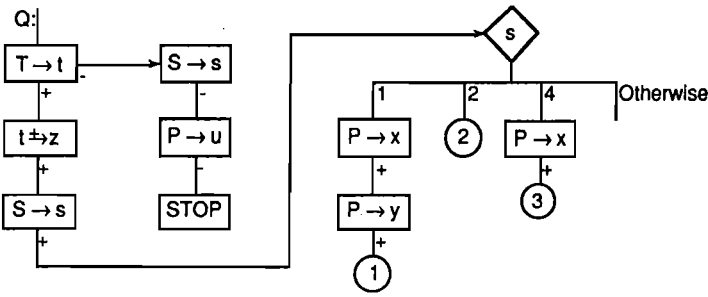 Q:
T → t
-
S → s
+
-
t ±→ z
P → u
+
-
S → s
STOP
+
s
1
2
4
Otherwise
P → x
2
P → x
+
+
P → y
3
+
1